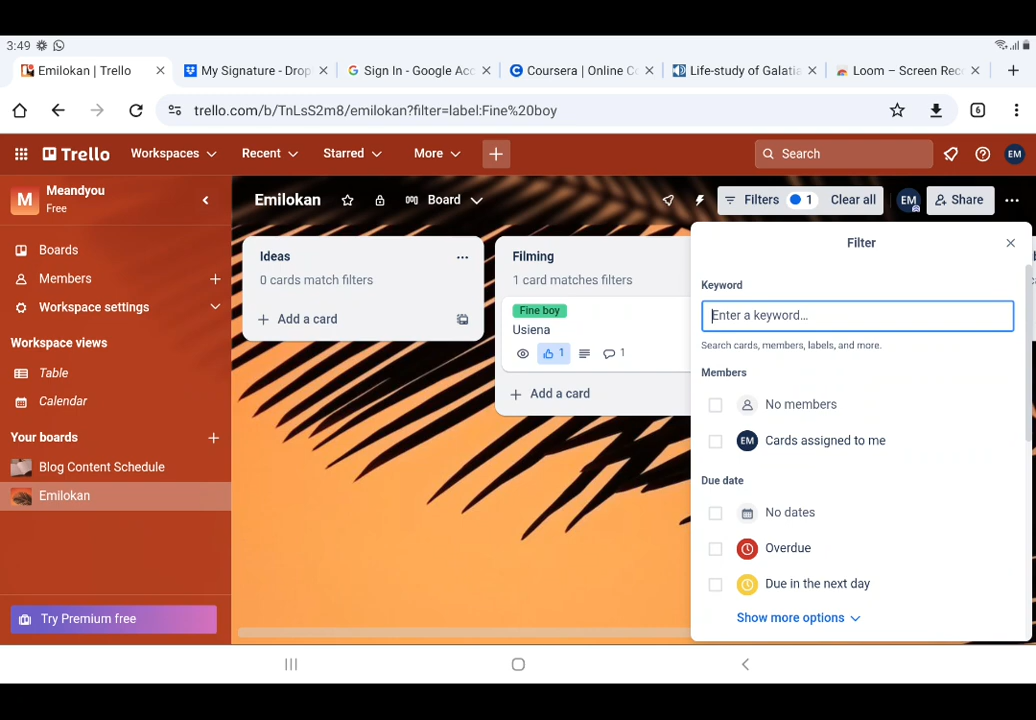 3:49
Emilokan | Trello
My Signature - Drop
Sign In - Google Acc
Coursera | Online Co
Life-study of Galatia
Loom – Screen Rec
trello.com/b/TnLsS2m8/emilokan?filter=label:Fine%20boy
6
Trello
Workspaces
Recent
Starred
More
Search
EM
M
Meandyou
Free
Boards
Members
Workspace settings
Workspace views
Table
Calendar
Your boards
Blog Content Schedule
Emilokan
Try Premium free
Emilokan
Board
Filters
1
Clear all
EM
Share
Ideas
0 cards match filters
Add a card
Filming
1 card matches filters
Fine boy
Usiena
1
1
Add a card
Filter
Keyword
Enter a keyword...
Search cards, members, labels, and more.
Members
No members
EM
Cards assigned to me
Due date
No dates
Overdue
Due in the next day
Show more options